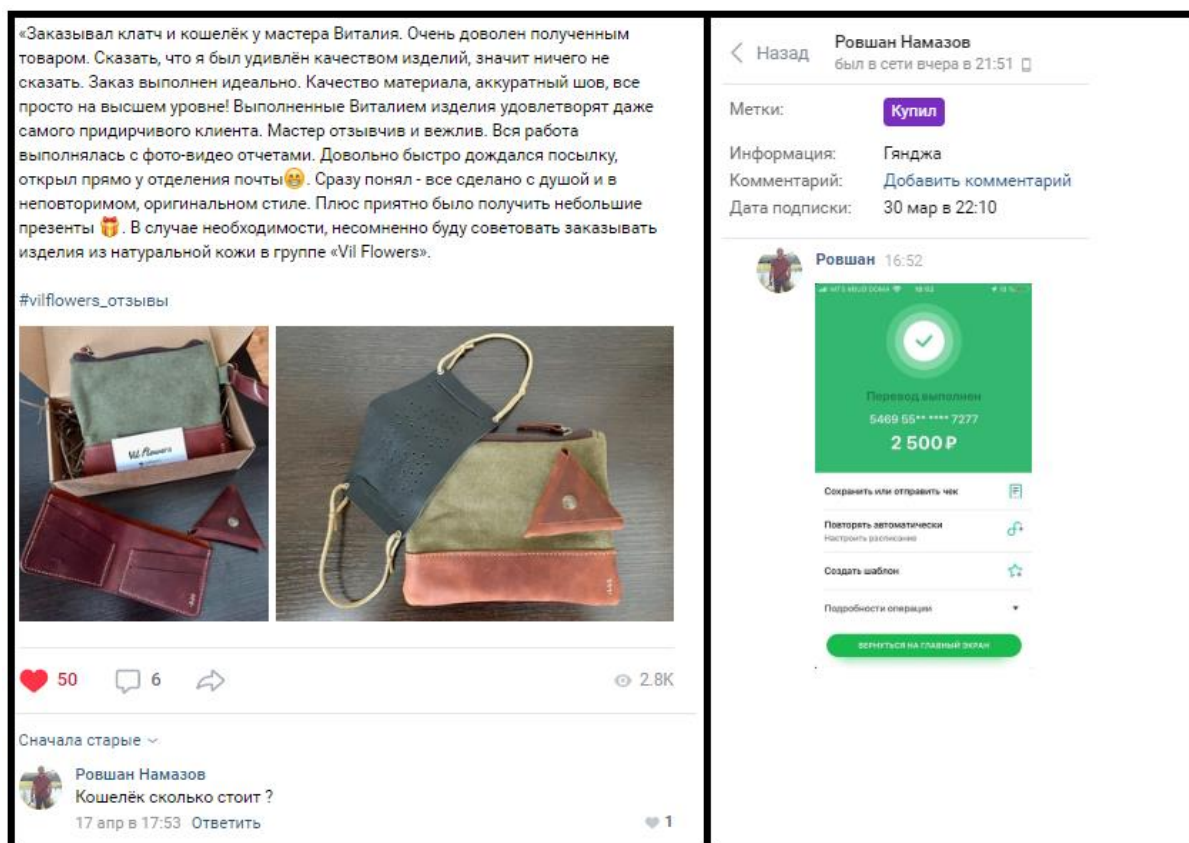 «Заказывал клатч и кошелёк у мастера Виталия. Очень доволен полученным
товаром. Сказать, что я был удивлён качеством изделий, значит ничего не
сказать. Заказ выполнен идеально. Качество материала, аккуратный шов, все
просто на высшем уровне! Выполненные Виталием изделия удовлетворят даже
самого придирчивого клиента. Мастер отзывчив и вежлив. Вся работа
выполнялась с фото-видео отчетами. Довольно быстро дождался посылку,
открыл прямо у отделения почты😁. Сразу понял - все сделано с душой и в
неповторимом, оригинальном стиле. Плюс приятно было получить небольшие
презенты 🎁. В случае необходимости, несомненно буду советовать заказывать
изделия из натуральной кожи в группе «Vil Flowers».
#vilflowers_отзывы
Vil Flowers
50 6 2.8K
Сначала старые
Ровшан Намазов
Кошелёк сколько стоит ?
17 апр в 17:53 Ответить 1
Назад
Ровшан Намазов
был в сети вчера в 21:51
Метки: Купил
Информация: Гянджа
Комментарий: Добавить комментарий
Дата подписки: 30 мар в 22:10
Ровшан 16:52
Перевод выполнен
5469 55** **** 7277
2 500 ₽
Сохранить или отправить чек
Повторять автоматически
Настроить расписание
Создать шаблон
Подробности операции
ВЕРНУТЬСЯ НА ГЛАВНЫЙ ЭКРАН